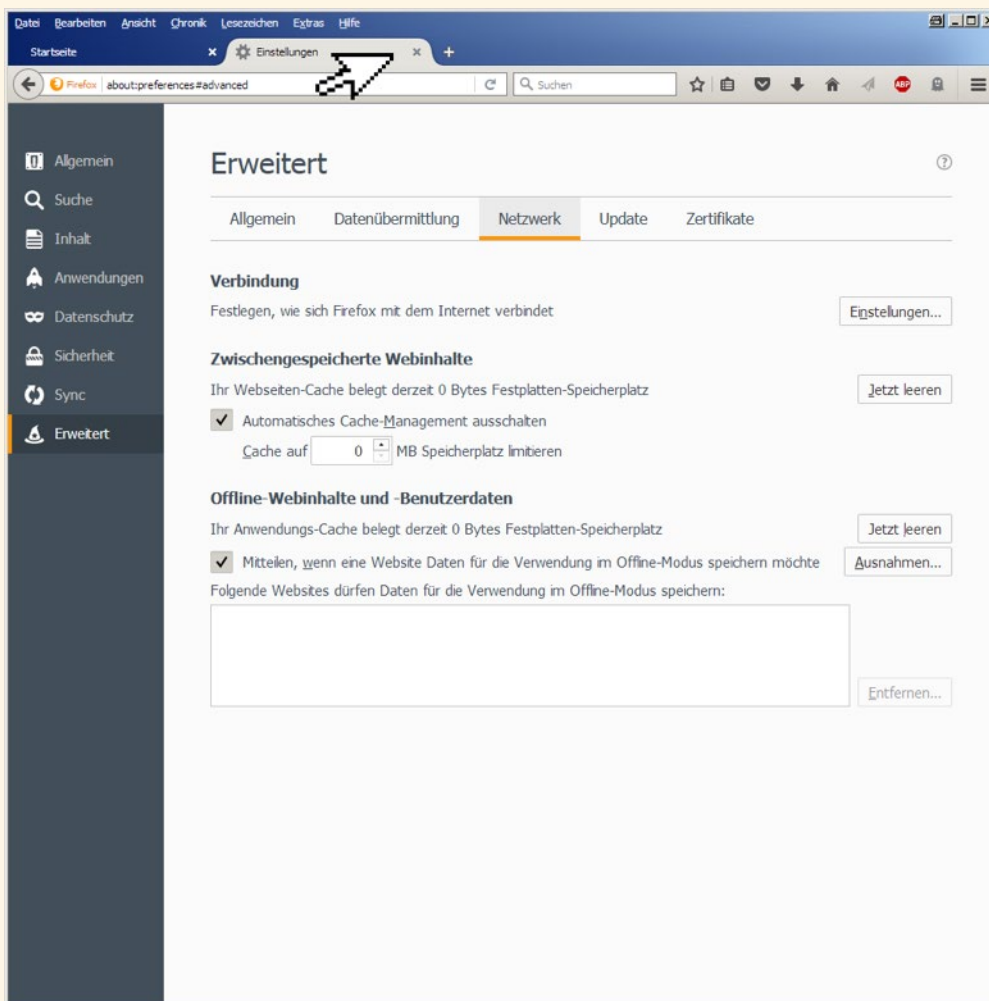 Datei Bearbeiten Ansicht Chronik Lesezeichen Extras Hilfe
Startseite Einstellungen
Firefox about:preferences#advanced Suchen ABP
Allgemein
Suche
Inhalt
Anwendungen
Datenschutz
Sicherheit
Sync
Erweitert
Erweitert
Allgemein Datenübermittlung Netzwerk Update Zertifikate
Verbindung
Festlegen, wie sich Firefox mit dem Internet verbindet Einstellungen...
Zwischengespeicherte Webinhalte
Ihr Webseiten-Cache belegt derzeit 0 Bytes Festplatten-Speicherplatz Jetzt leeren
Automatisches Cache-Management ausschalten
Cache auf 0 MB Speicherplatz limitieren
Offline-Webinhalte und -Benutzerdaten
Ihr Anwendungs-Cache belegt derzeit 0 Bytes Festplatten-Speicherplatz Jetzt leeren
Mitteilen, wenn eine Website Daten für die Verwendung im Offline-Modus speichern möchte Ausnahmen...
Folgende Websites dürfen Daten für die Verwendung im Offline-Modus speichern:
Entfernen...